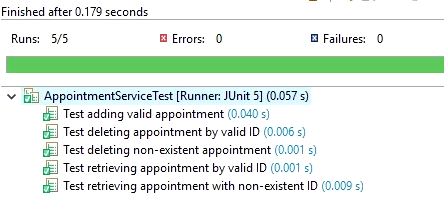 Finished after 0.179 seconds
Runs: 5/5 Errors: 0 Failures: 0
AppointmentServiceTest [Runner: JUnit 5] (0.057 s)
Test adding valid appointment (0.040 s)
Test deleting appointment by valid ID (0.006 s)
Test deleting non-existent appointment (0.001 s)
Test retrieving appointment by valid ID (0.001 s)
Test retrieving appointment with non-existent ID (0.009 s)